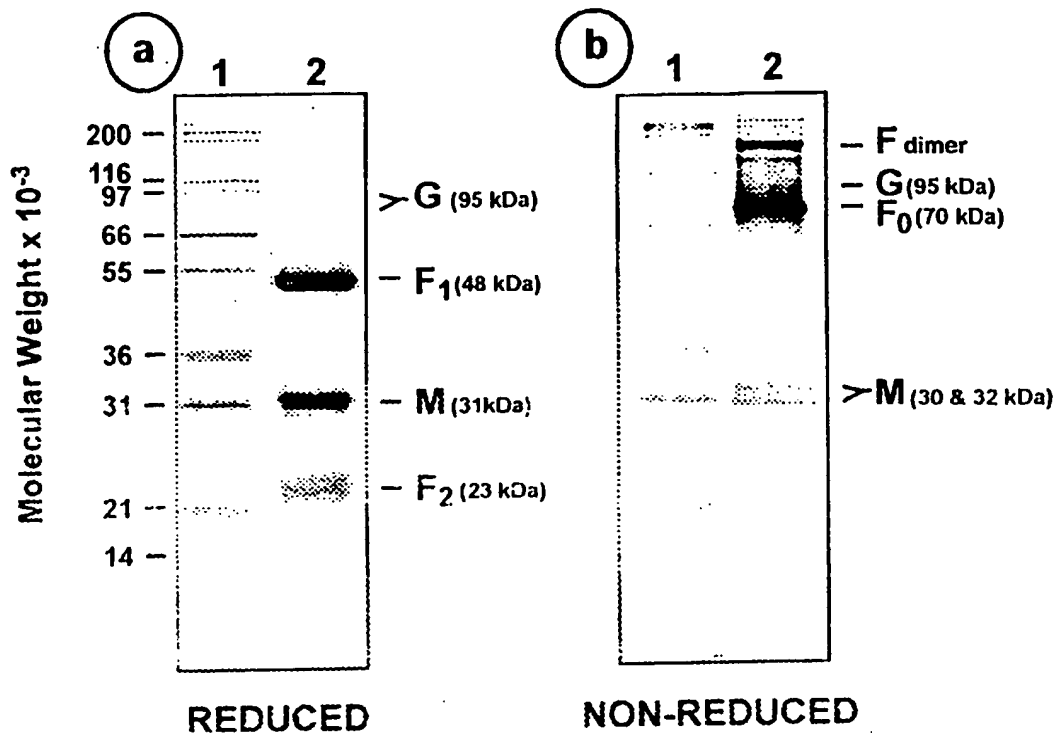 a
1 2
Molecular Weight x 10-3
200 —
116 —
97 —
66 —
55 —
36 —
31 —
21 —
14 —
> G (95 kDa)
– F1 (48 kDa)
– M (31kDa)
– F2 (23 kDa)
REDUCED
b
1 2
– F dimer
– G (95 kDa)
– F0 (70 kDa)
> M (30 & 32 kDa)
NON-REDUCED